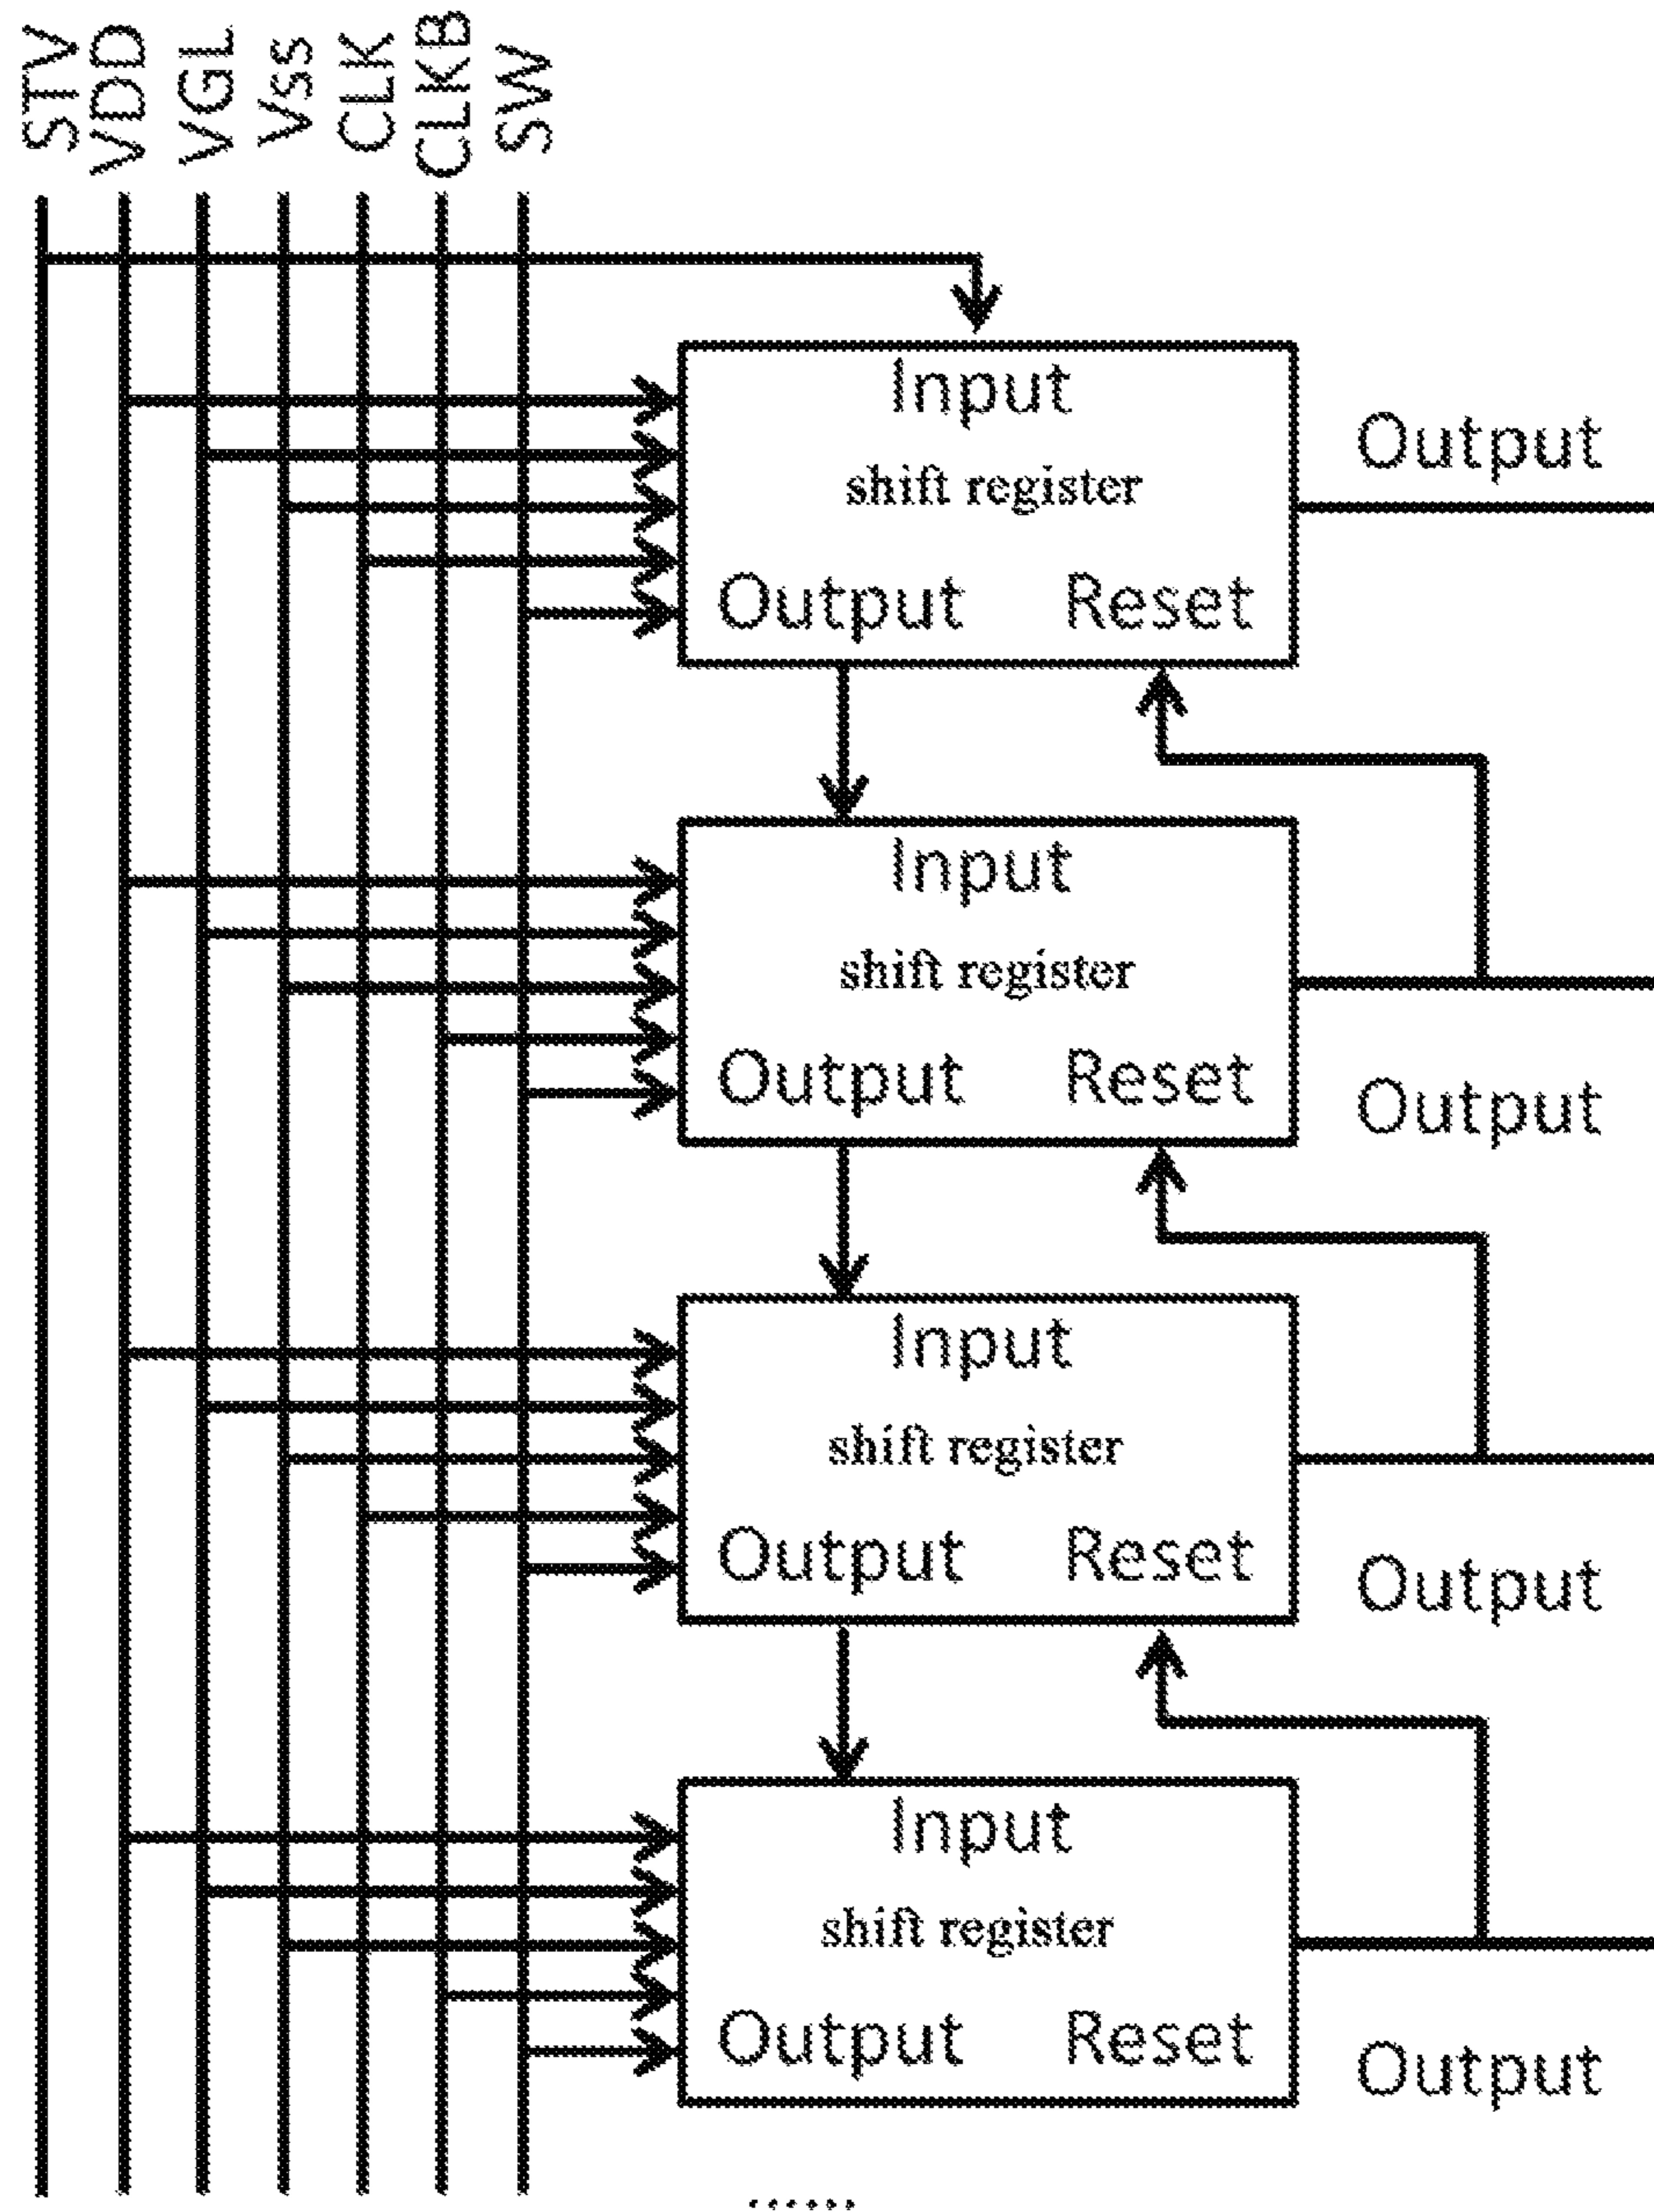 STV
VDD
VGL
Vss
CLK
CLKB
SW
Input
shift register
Output Reset
Output
Input
shift register
Output Reset
Output
Input
shift register
Output Reset
Output
Input
shift register
Output Reset
Output
......